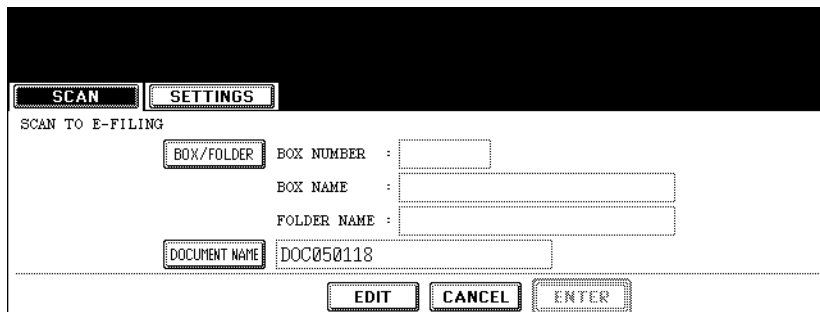 SCAN SETTINGS
SCAN TO E-FILING
BOX/FOLDER BOX NUMBER :
BOX NAME :
FOLDER NAME :
DOCUMENT NAME DOC050118
EDIT CANCEL ENTER